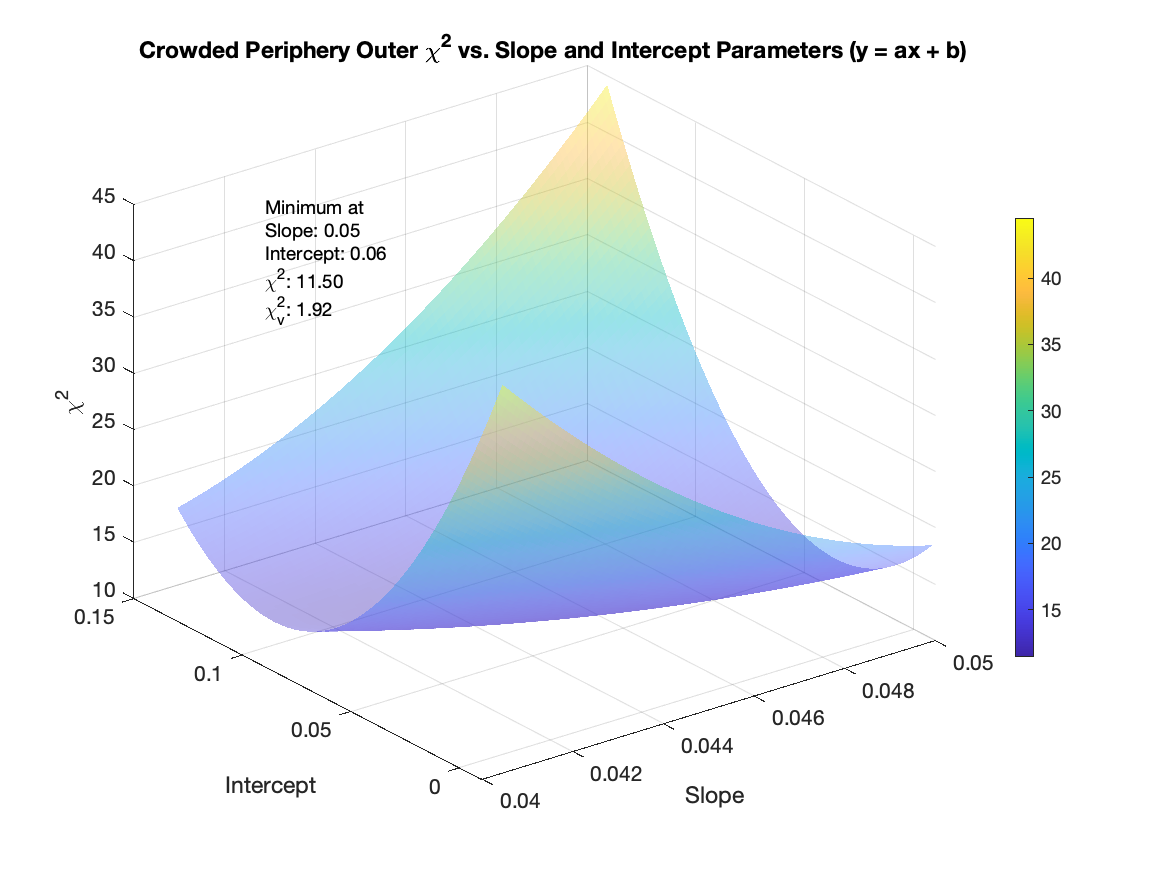 Crowded Periphery Outer χ² vs. Slope and Intercept Parameters (y = ax + b)
Minimum at
Slope: 0.05
Intercept: 0.06
χ²: 11.50
χ²ᵥ: 1.92
χ²
45
40
35
30
25
20
15
10
0.15
0.1
0.05
0
Intercept
0.04
0.042
0.044
0.046
0.048
0.05
Slope
40
35
30
25
20
15